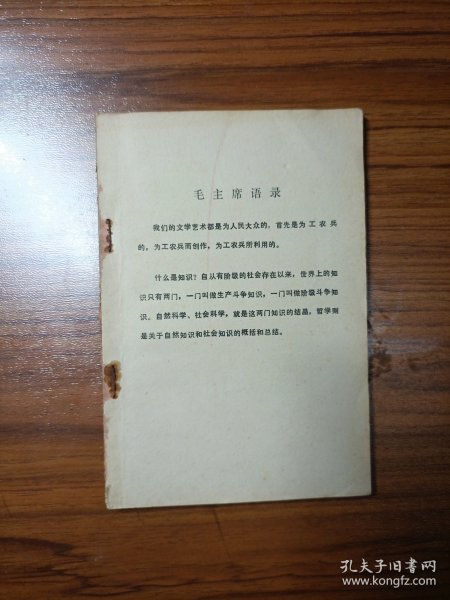 毛主席语录
我们的文学艺术都是为人民大众的，首先是为工农兵
的，为工农兵而创作，为工农兵所利用的。
什么是知识？自从有阶级的社会存在以来，世界上的知
识只有两门，一门叫做生产斗争知识，一门叫做阶级斗争知
识。自然科学、社会科学，就是这两门知识的结晶，哲学则
是关于自然知识和社会知识的概括和总结。
孔夫子旧书网
www.kongfz.com